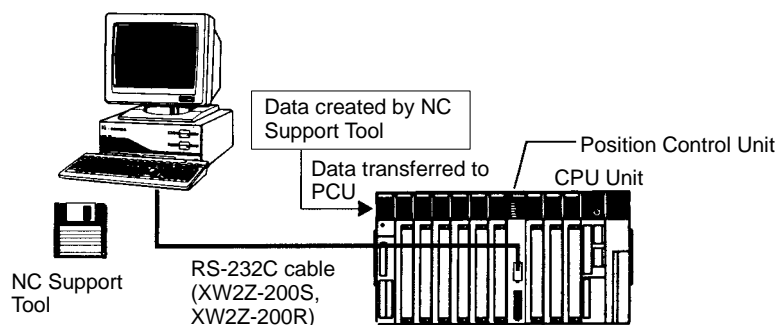 Data created by NC
Support Tool
Position Control Unit
Data transferred to
PCU
CPU Unit
NC Support
Tool
RS-232C cable
(XW2Z-200S,
XW2Z-200R)